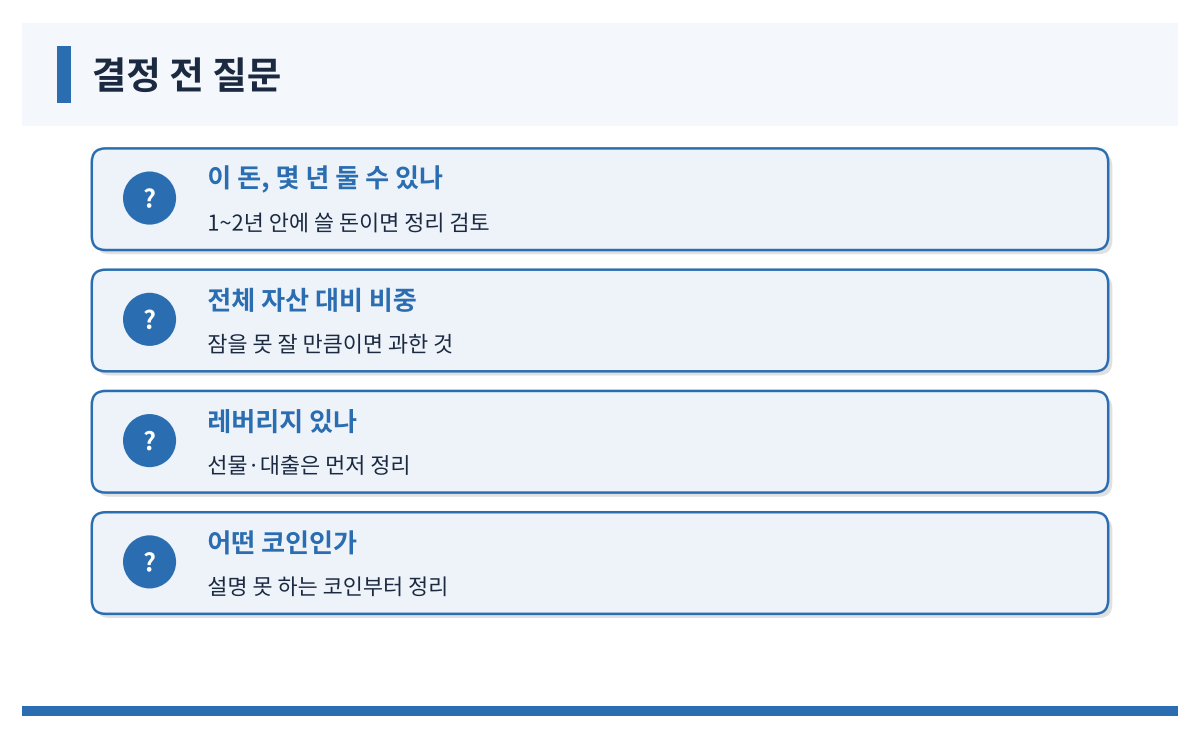 결정 전 질문
?
이 돈, 몇 년 둘 수 있나
1~2년 안에 쓸 돈이면 정리 검토
?
전체 자산 대비 비중
잠을 못 잘 만큼이면 과한 것
?
레버리지 있나
선물·대출은 먼저 정리
?
어떤 코인인가
설명 못 하는 코인부터 정리